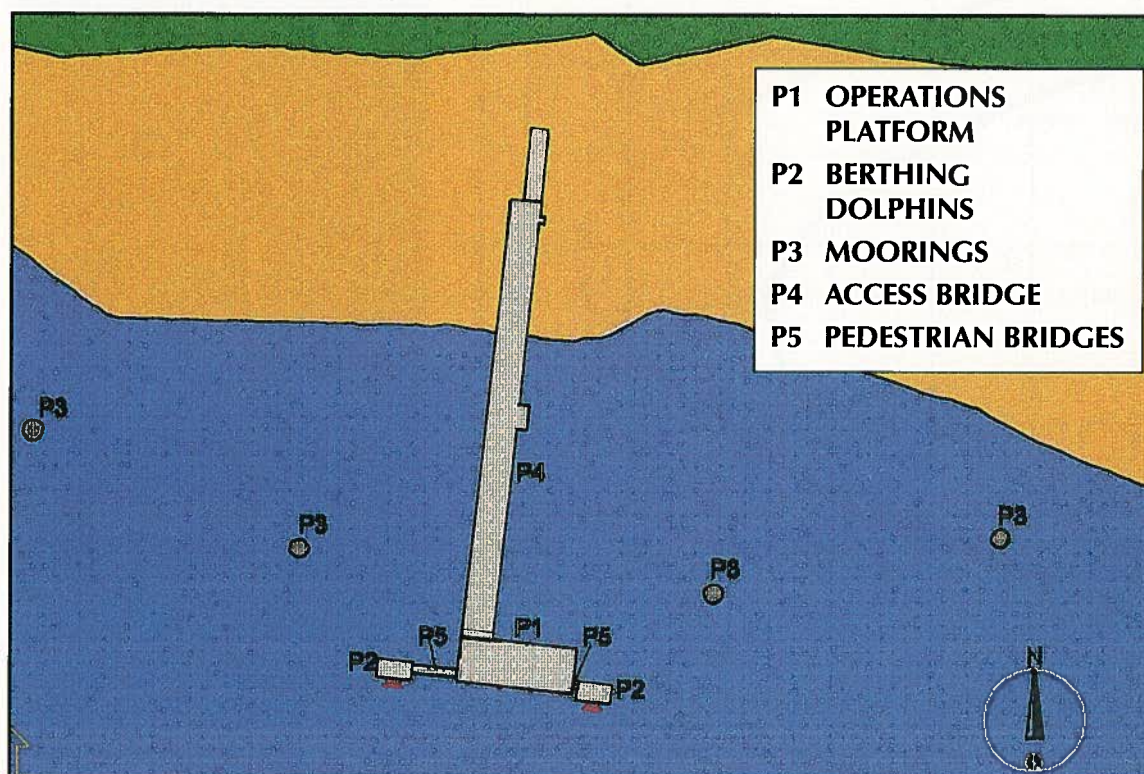 P1 OPERATIONS
PLATFORM
P2 BERTHING
DOLPHINS
P3 MOORINGS
P4 ACCESS BRIDGE
P5 PEDESTRIAN BRIDGES
P3
P4
P3
P3
P3
P1
P5
P5
P2
P2
N